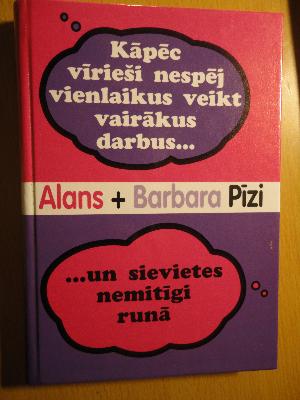 Kāpēc
vīrieši nespēj
vienlaikus veikt
vairākus
darbus...
Alans + Barbara Pīzi
...un sievietes
nemitīgi
runā